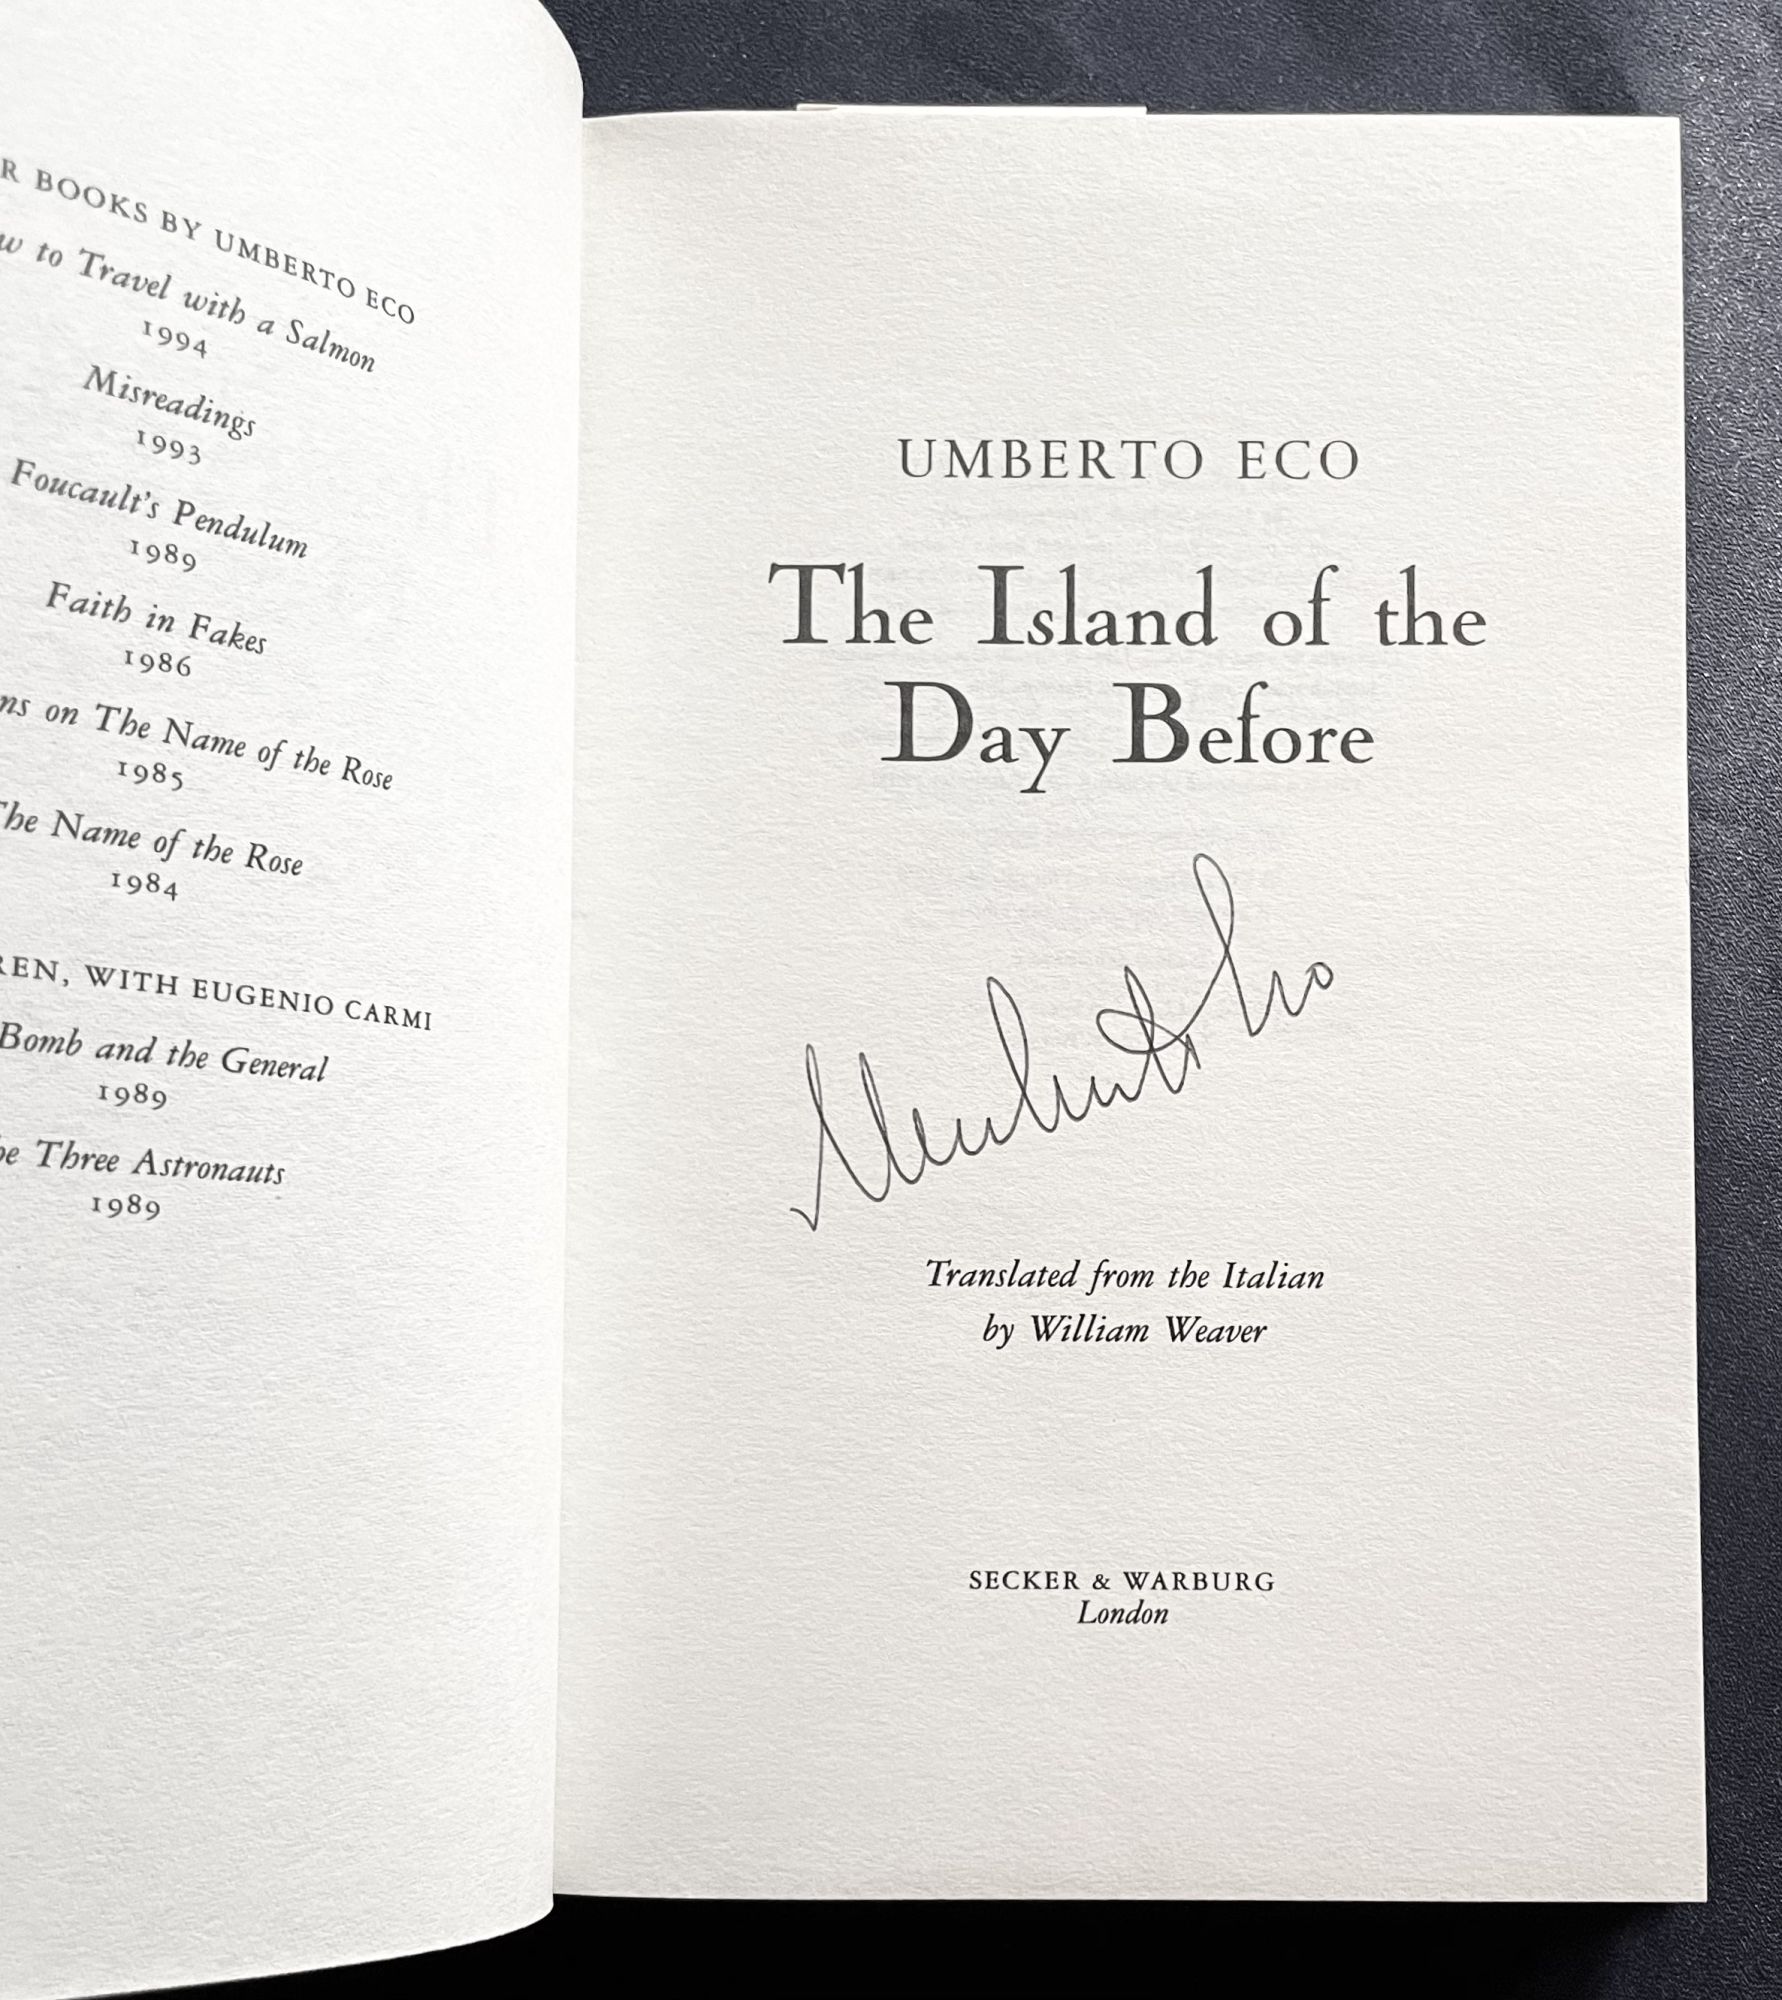 R BOOKS BY UMBERTO ECO
w to Travel with a Salmon
1994
Misreadings
1993
Foucault's Pendulum
1989
Faith in Fakes
1986
ns on The Name of the Rose
1985
The Name of the Rose
1984
REN, WITH EUGENIO CARMI
Bomb and the General
1989
he Three Astronauts
1989
UMBERTO ECO
The Island of the
Day Before
Umberto Eco
Translated from the Italian
by William Weaver
SECKER & WARBURG
London